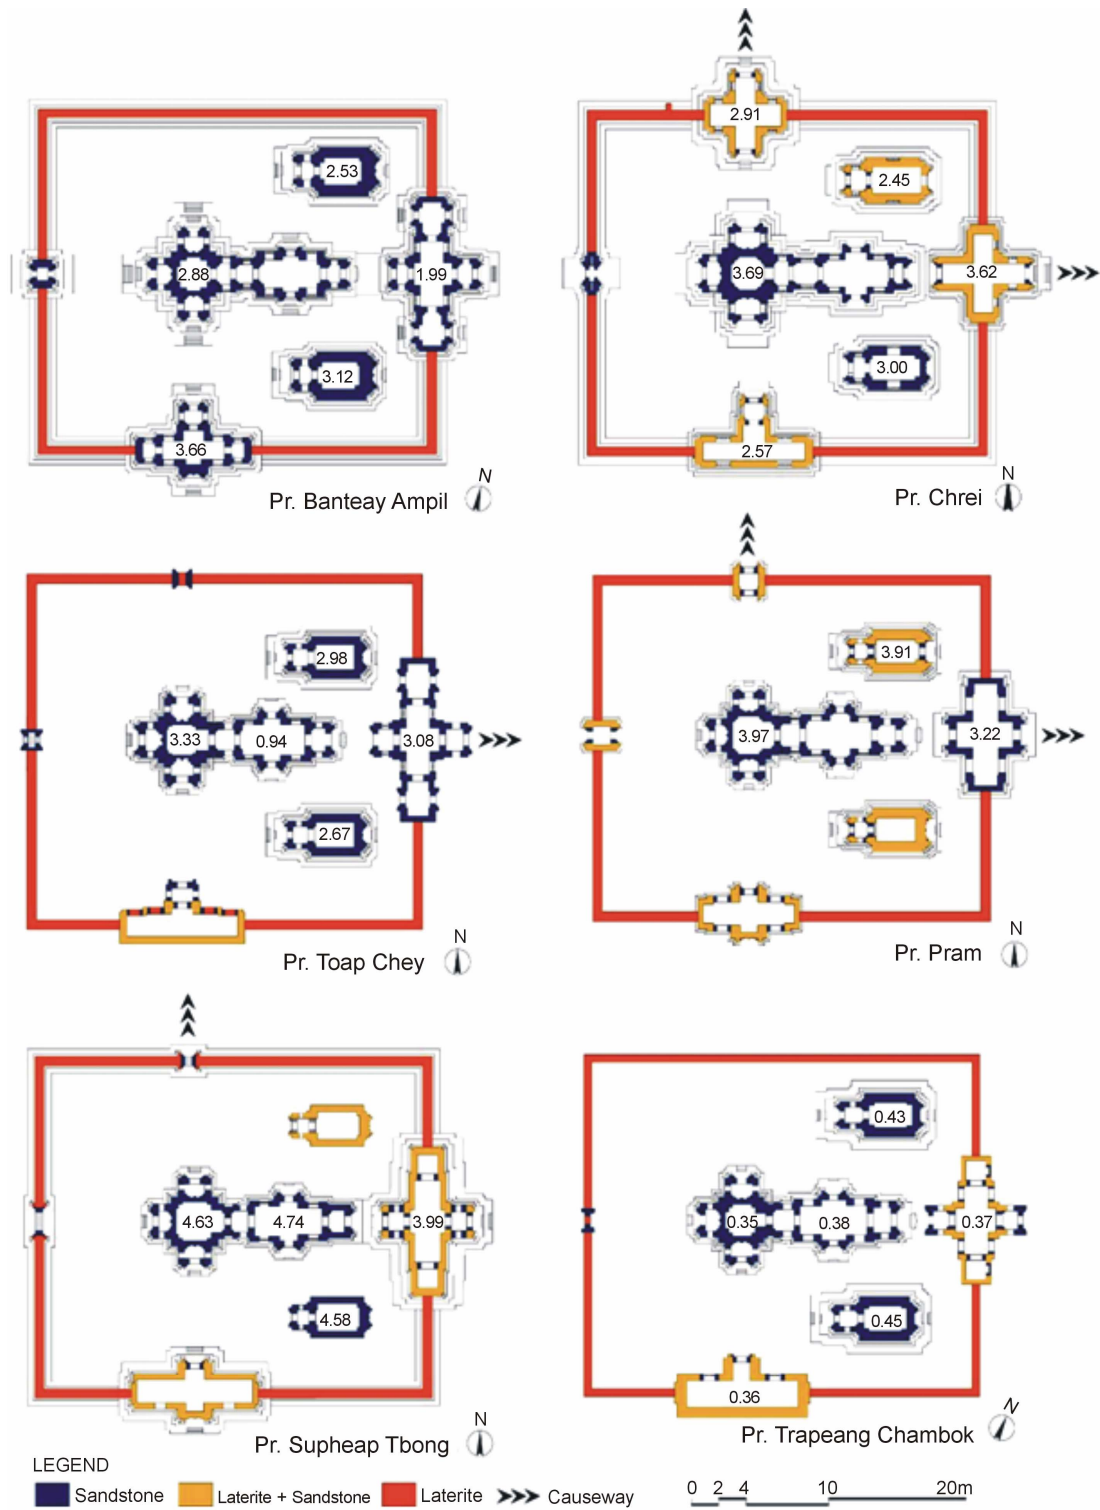 2.53
2.88
1.99
3.12
3.66
N
Pr. Banteay Ampil
2.91
2.45
3.69
3.62
3.00
2.57
N
Pr. Chrei
2.98
3.33
0.94
3.08
2.67
N
Pr. Toap Chey
3.91
3.97
3.22
N
Pr. Pram
4.63
4.74
3.99
4.58
N
Pr. Supheap Tbong
0.43
0.35
0.38
0.37
0.45
0.36
N
Pr. Trapeang Chambok
LEGEND
Sandstone
Laterite + Sandstone
Laterite
Causeway
0 2 4 10 20m